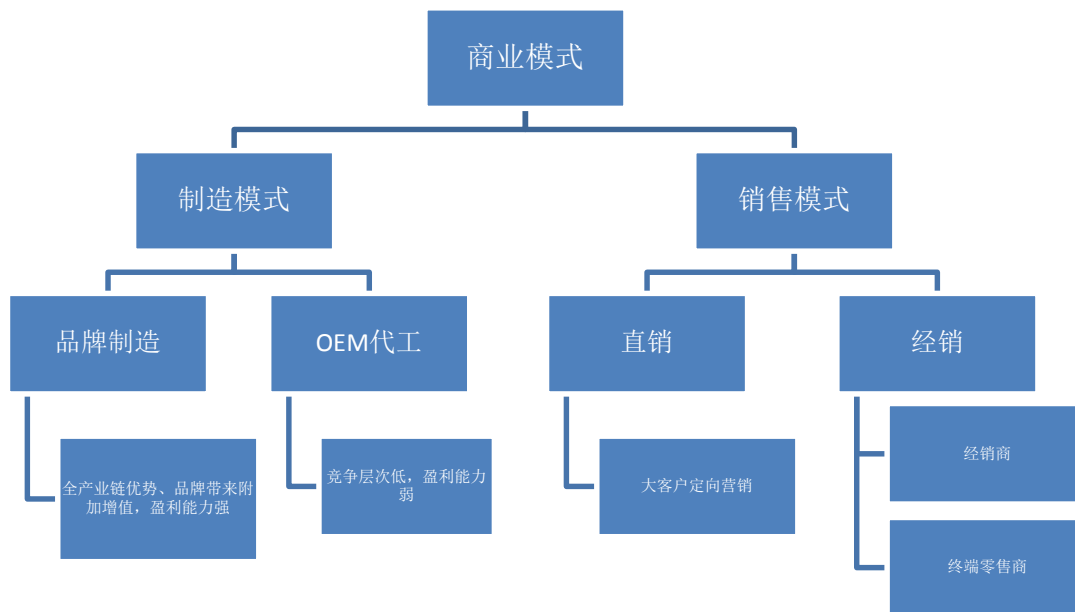 商业模式
制造模式
销售模式
品牌制造
OEM代工
直销
经销
全产业链优势、品牌带来附
加增值，盈利能力强
竞争层次低，盈利能力
弱
大客户定向营销
经销商
终端零售商